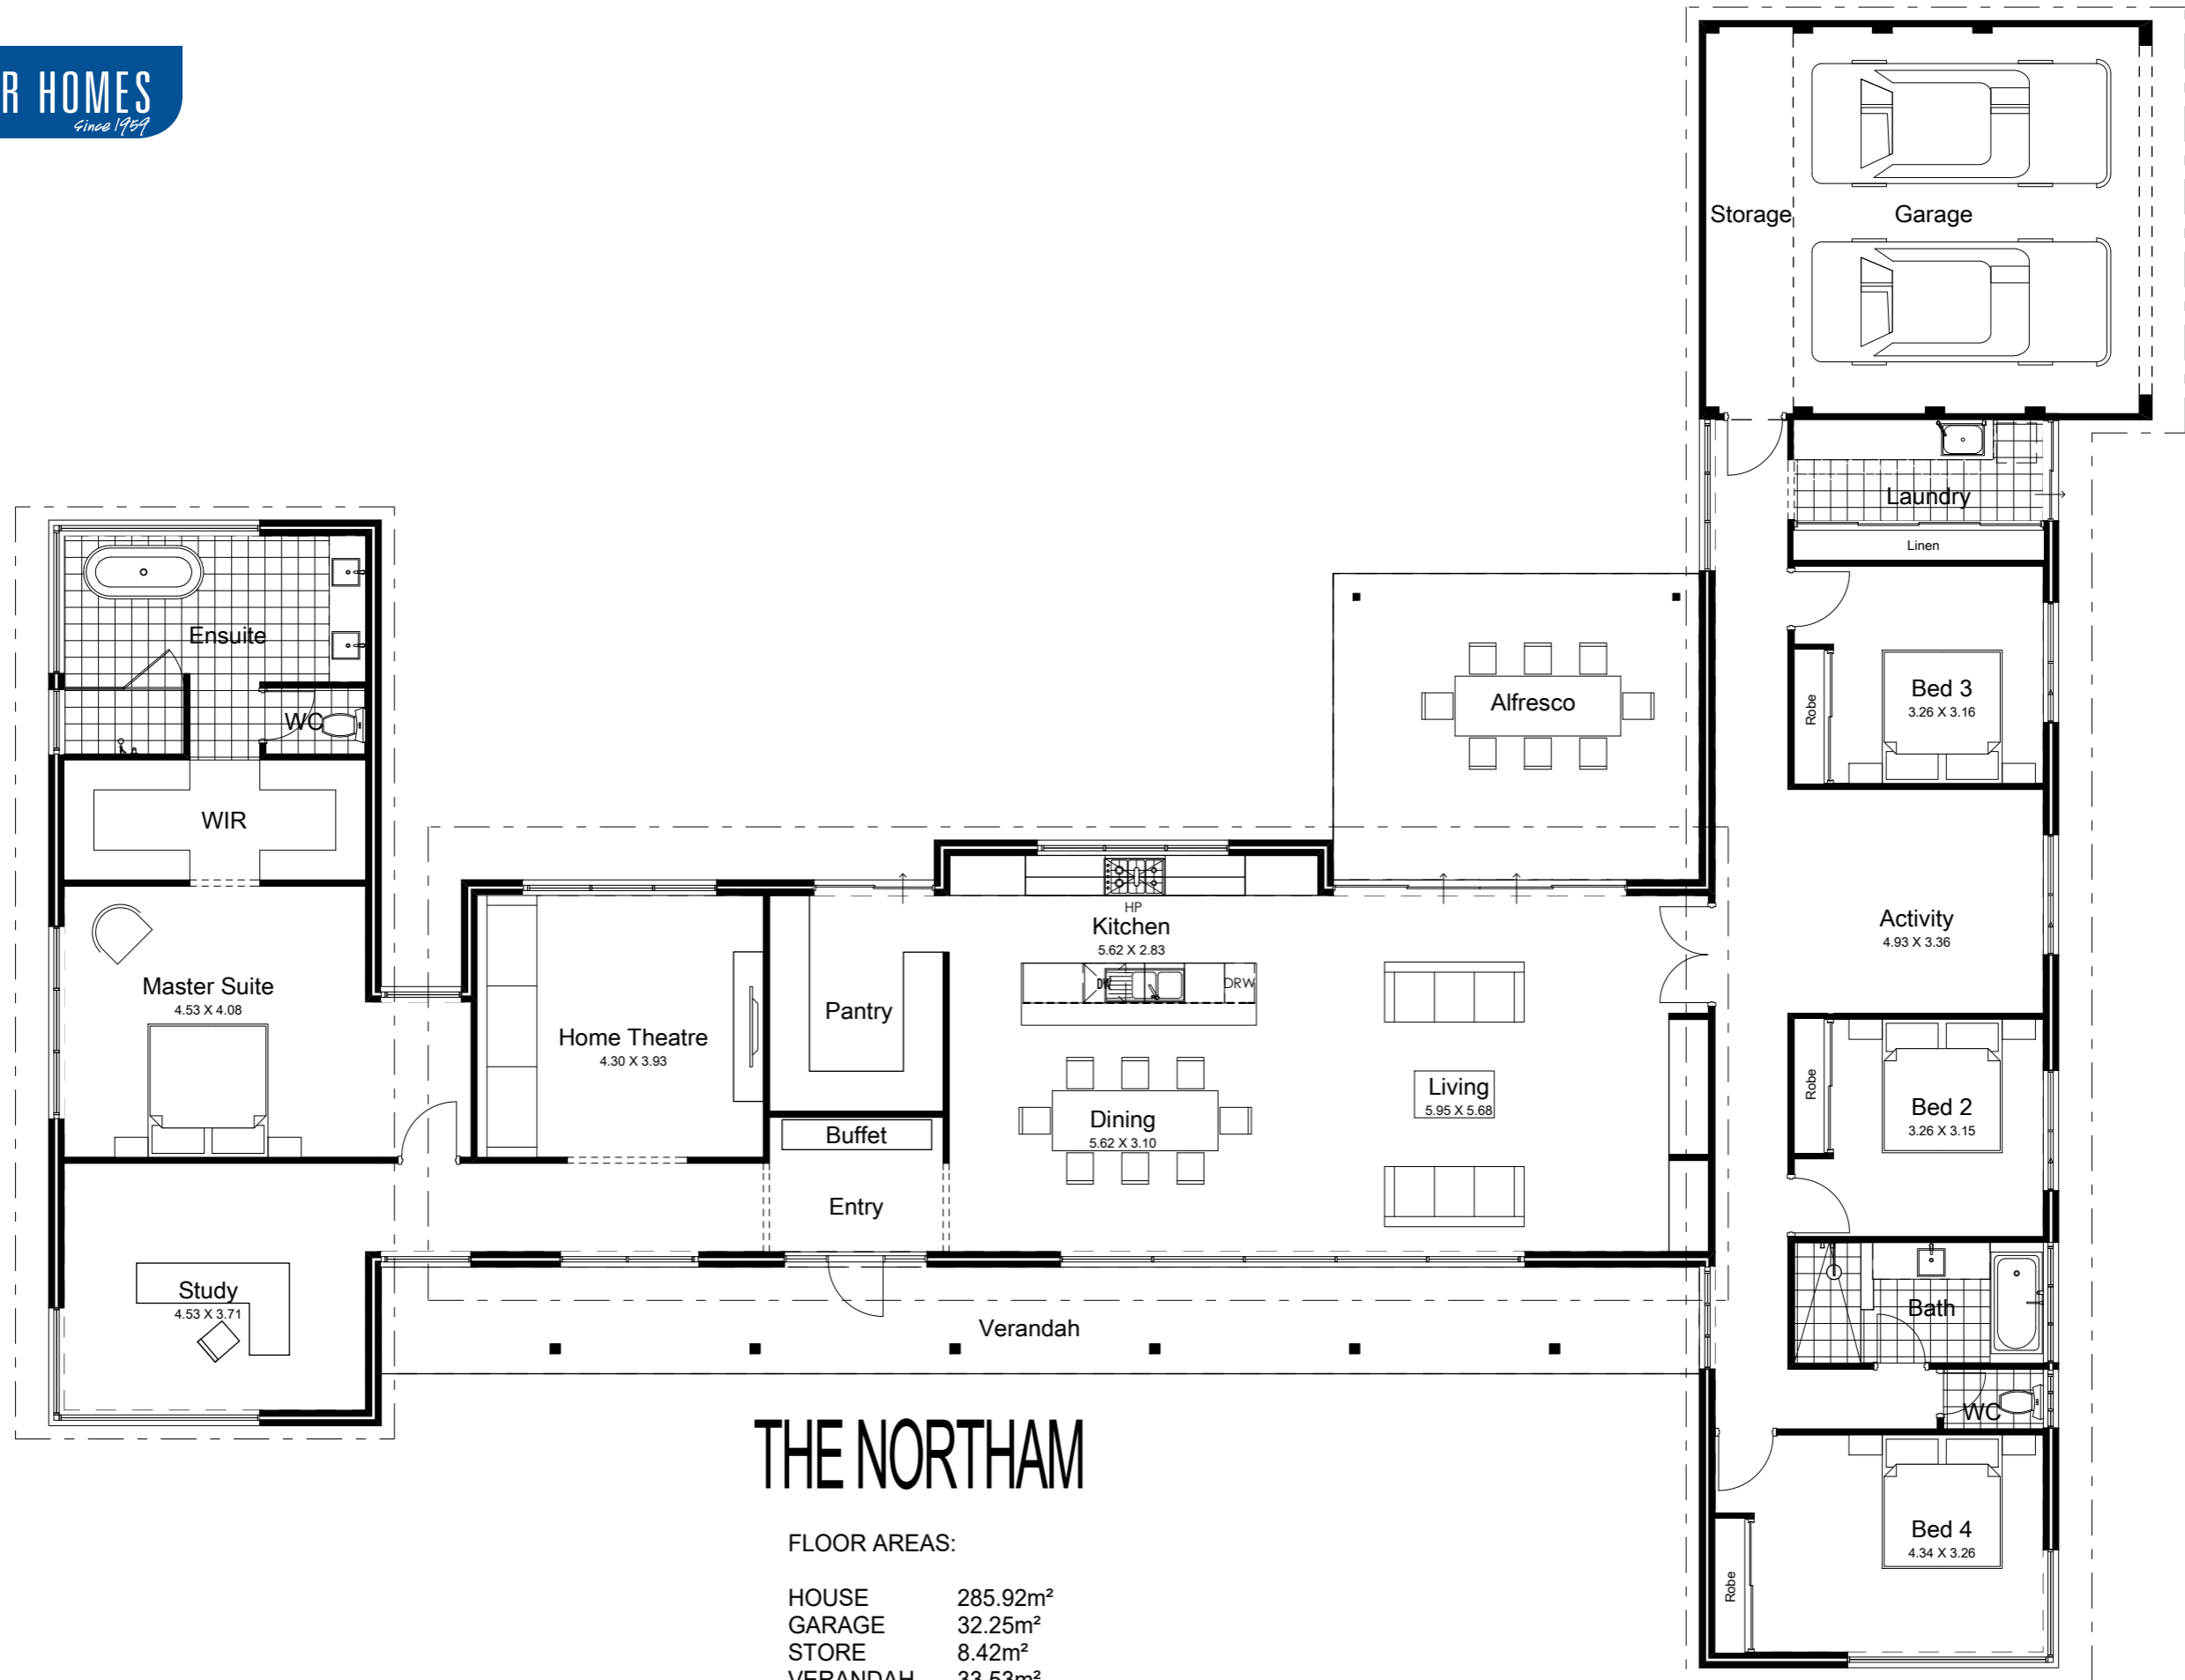 R HOMES
Since 1959
Storage
Garage
Laundry
Linen
Ensuite
WC
WIR
Master Suite
4.53 X 4.08
Study
4.53 X 3.71
Home Theatre
4.30 X 3.93
Pantry
Buffet
Entry
HP
Kitchen
5.62 X 2.83
DW
DRW
Dining
5.62 X 3.10
Living
5.95 X 5.68
Alfresco
Verandah
Robe
Bed 3
3.26 X 3.16
Activity
4.93 X 3.36
Robe
Bed 2
3.26 X 3.15
Bath
WC
Robe
Bed 4
4.34 X 3.26
THE NORTHAM
FLOOR AREAS:
HOUSE 285.92m²
GARAGE 32.25m²
STORE 8.42m²
VERANDAH 33.53m²